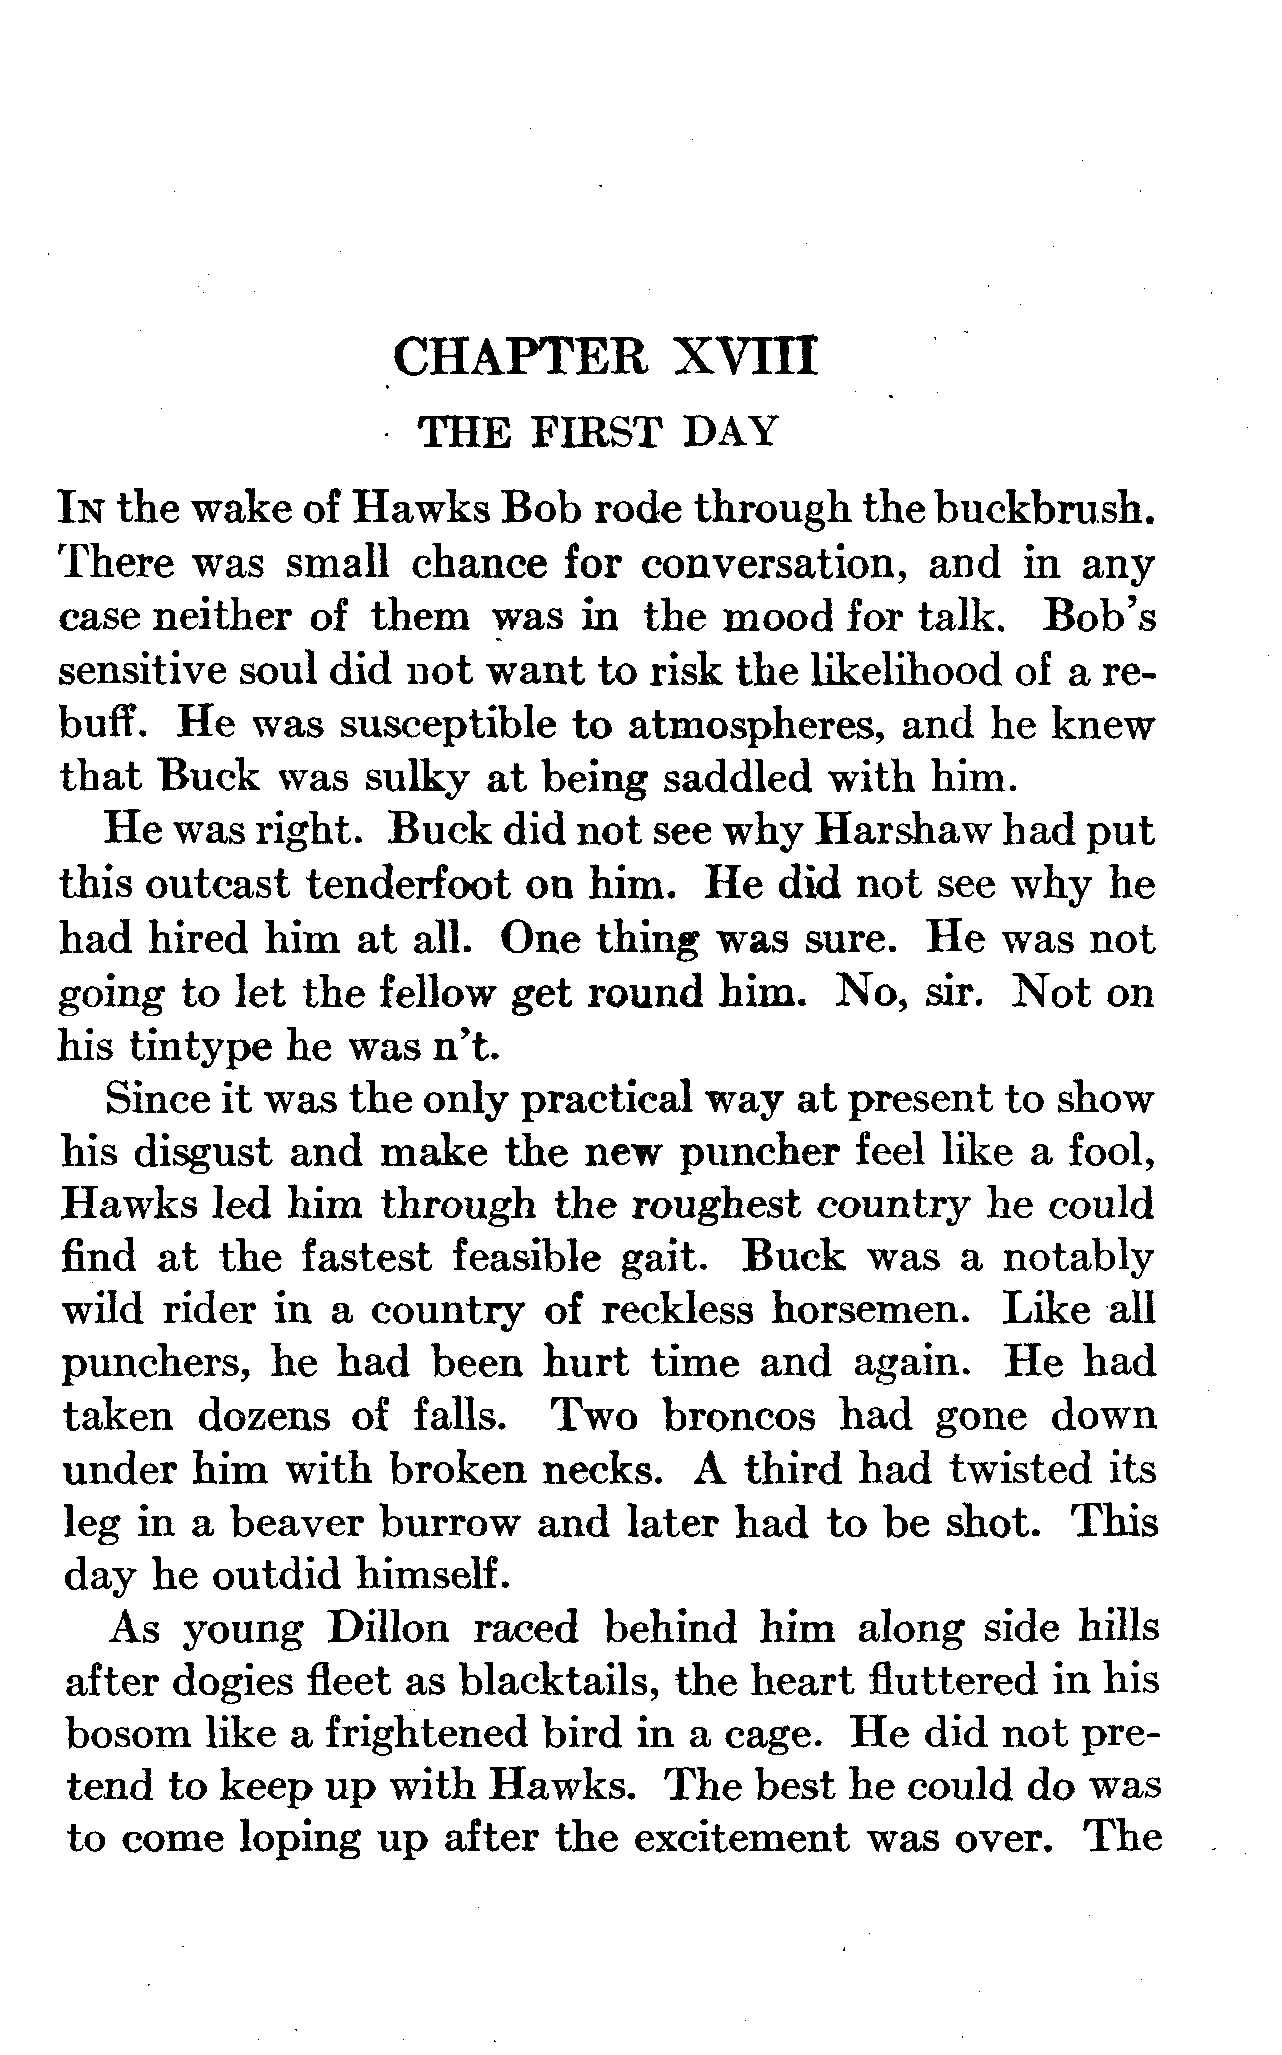 CHAPTER XVIII
THE FIRST DAY
IN the wake of Hawks Bob rode through the buckbrush.
There was small chance for conversation, and in any
case neither of them was in the mood for talk. Bob's
sensitive soul did not want to risk the likelihood of a re-
buff. He was susceptible to atmospheres, and he knew
that Buck was sulky at being saddled with him.
He was right. Buck did not see why Harshaw had put
this outcast tenderfoot on him. He did not see why he
had hired him at all. One thing was sure. He was not
going to let the fellow get round him. No, sir. Not on
his tintype he was n't.
Since it was the only practical way at present to show
his disgust and make the new puncher feel like a fool,
Hawks led him through the roughest country he could
find at the fastest feasible gait. Buck was a notably
wild rider in a country of reckless horsemen. Like all
punchers, he had been hurt time and again. He had
taken dozens of falls. Two broncos had gone down
under him with broken necks. A third had twisted its
leg in a beaver burrow and later had to be shot. This
day he outdid himself.
As young Dillon raced behind him along side hills
after dogies fleet as blacktails, the heart fluttered in his
bosom like a frightened bird in a cage. He did not pre-
tend to keep up with Hawks. The best he could do was
to come loping up after the excitement was over. The